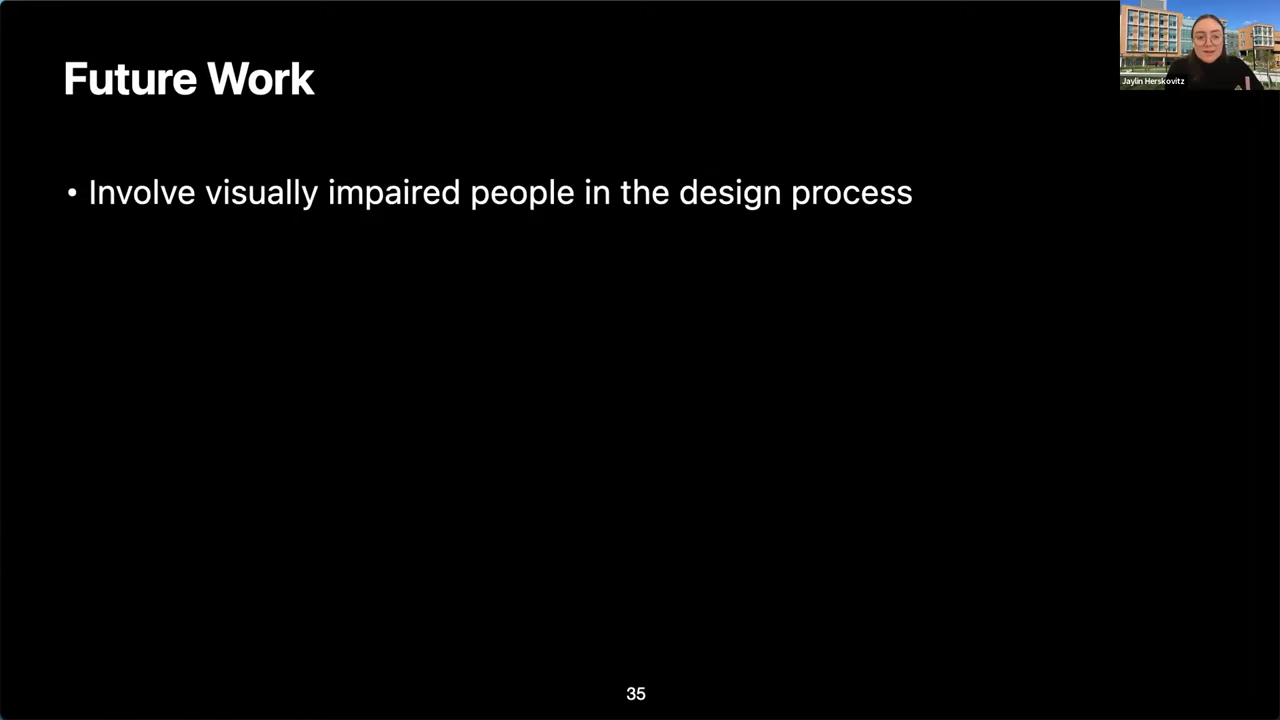 Future Work
Jaylin Herskovitz
• Involve visually impaired people in the design process
35